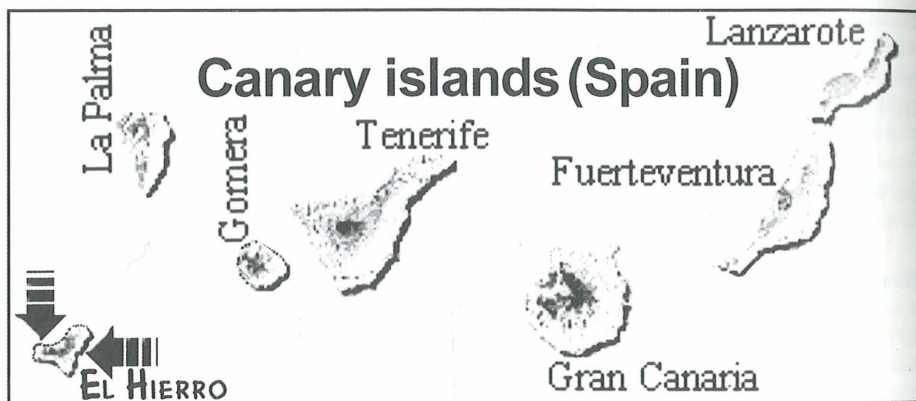 Lanzarote
Canary islands (Spain)
La Palma
Tenerife
Gomera
Fuerteventura
EL HIERRO
Gran Canaria